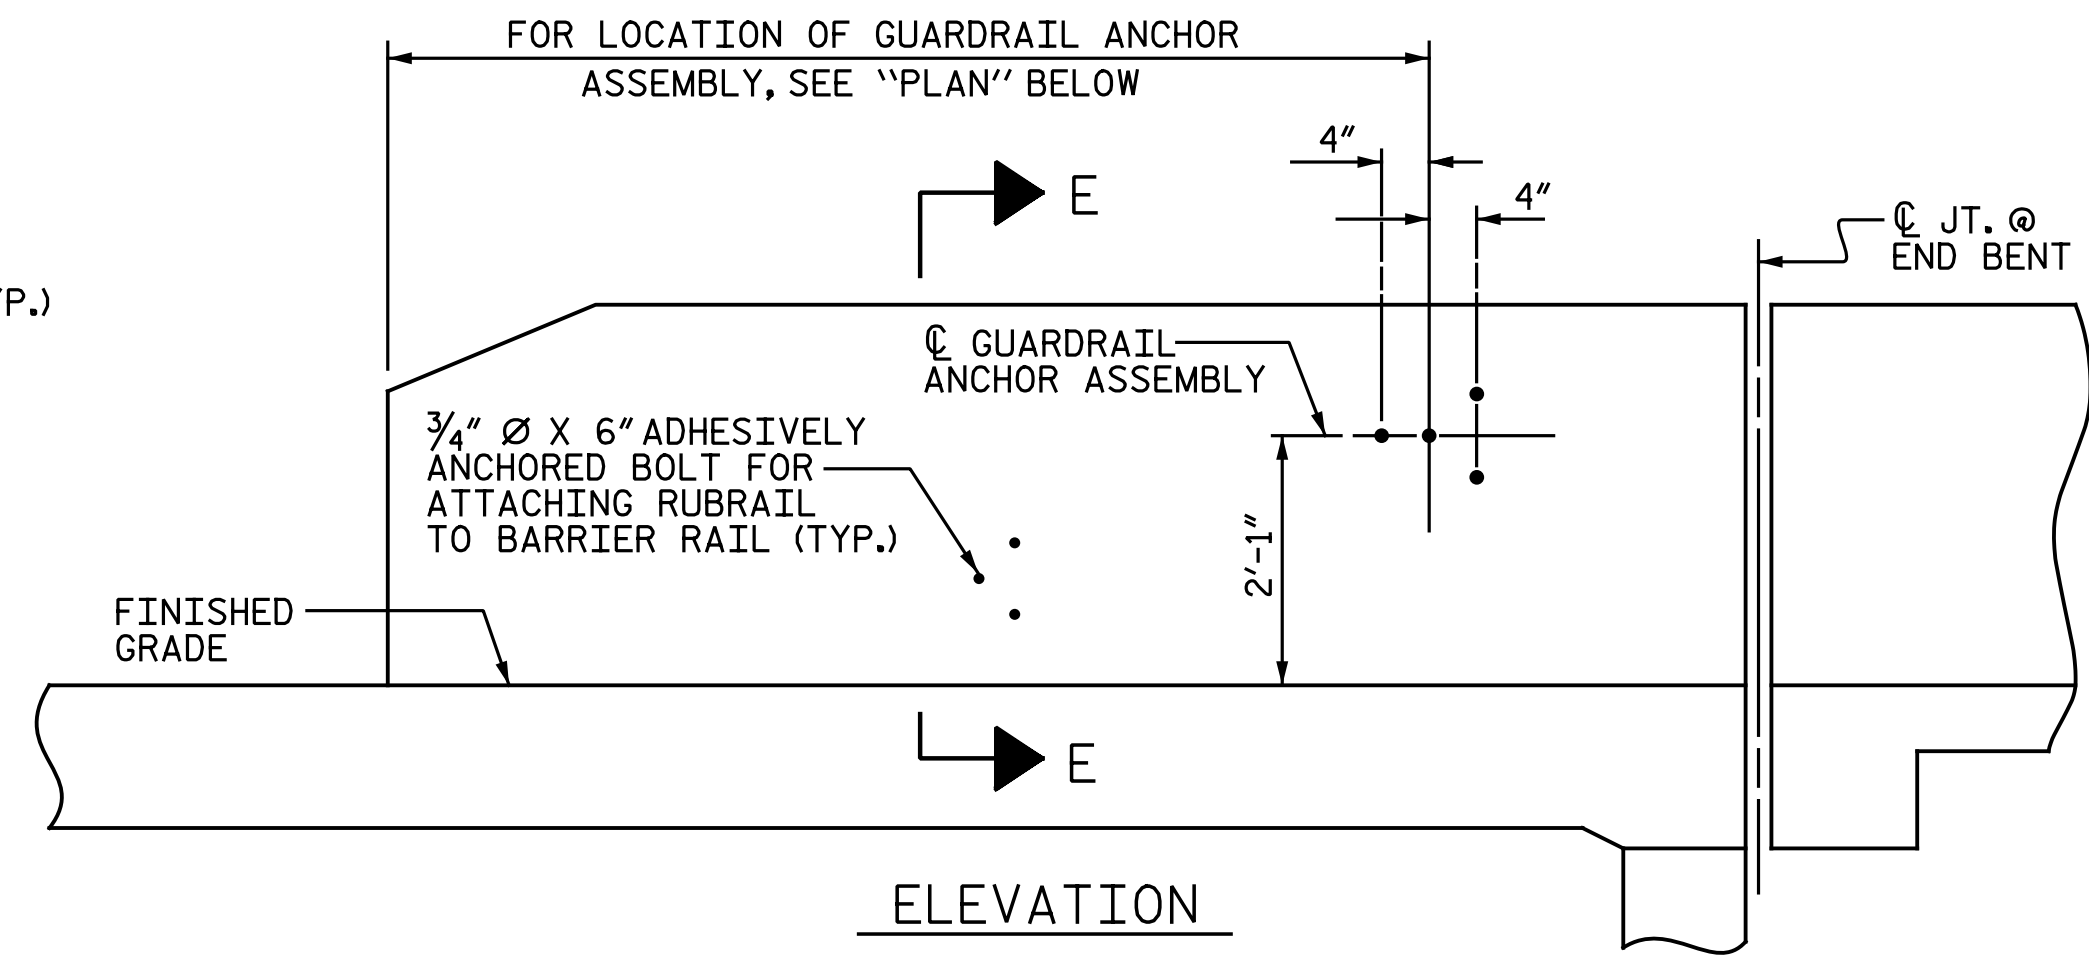 FOR LOCATION OF GUARDRAIL ANCHOR
ASSEMBLY, SEE "PLAN" BELOW
4"
E
4"
℄ JT. @
END BENT
YP.)
℄ GUARDRAIL
ANCHOR ASSEMBLY
3/4" Ø X 6" ADHESIVELY
ANCHORED BOLT FOR
ATTACHING RUBRAIL
TO BARRIER RAIL (TYP.)
2'-1"
FINISHED
GRADE
E
ELEVATION